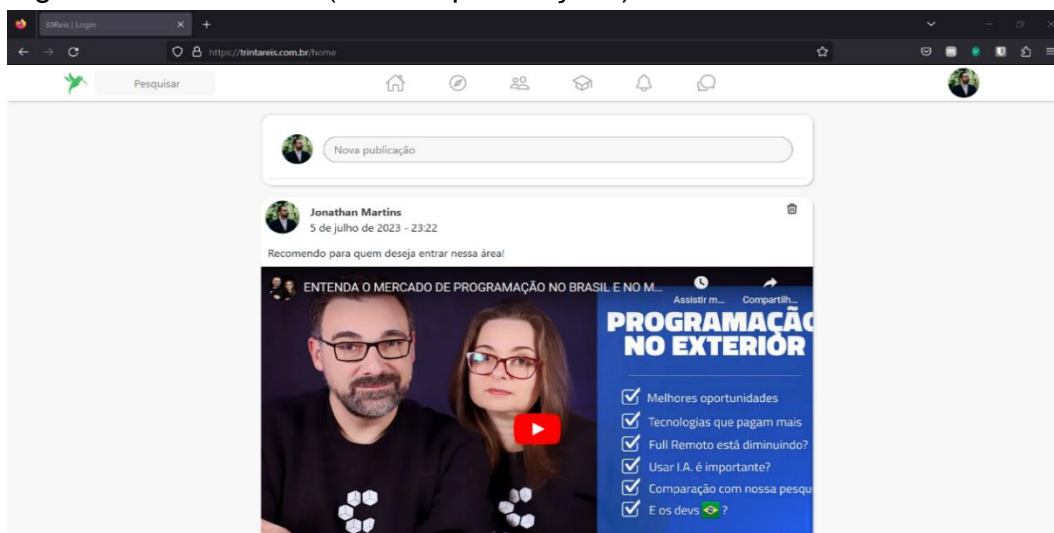 30Reis | Login
https://trintareis.com.br/home
Pesquisar
Nova publicação
Jonathan Martins
5 de julho de 2023 - 23:22
Recomendo para quem deseja entrar nessa área!
ENTENDA O MERCADO DE PROGRAMAÇÃO NO BRASIL E NO M...
Assistir m...
Compartilh...
PROGRAMAÇÃO
NO EXTERIOR
Melhores oportunidades
Tecnologias que pagam mais
Full Remoto está diminuindo?
Usar I.A. é importante?
Comparação com nossa pesqu
E os devs ?